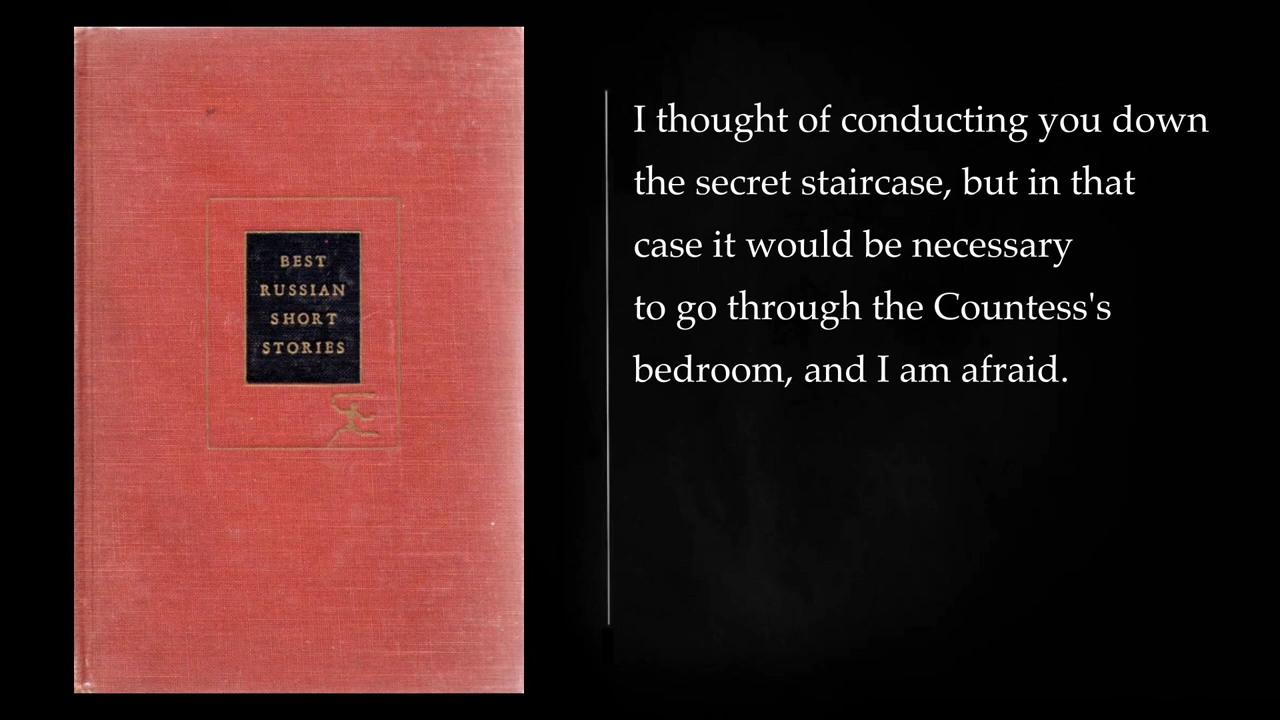 BEST
RUSSIAN
SHORT
STORIES
I thought of conducting you down
the secret staircase, but in that
case it would be necessary
to go through the Countess's
bedroom, and I am afraid.